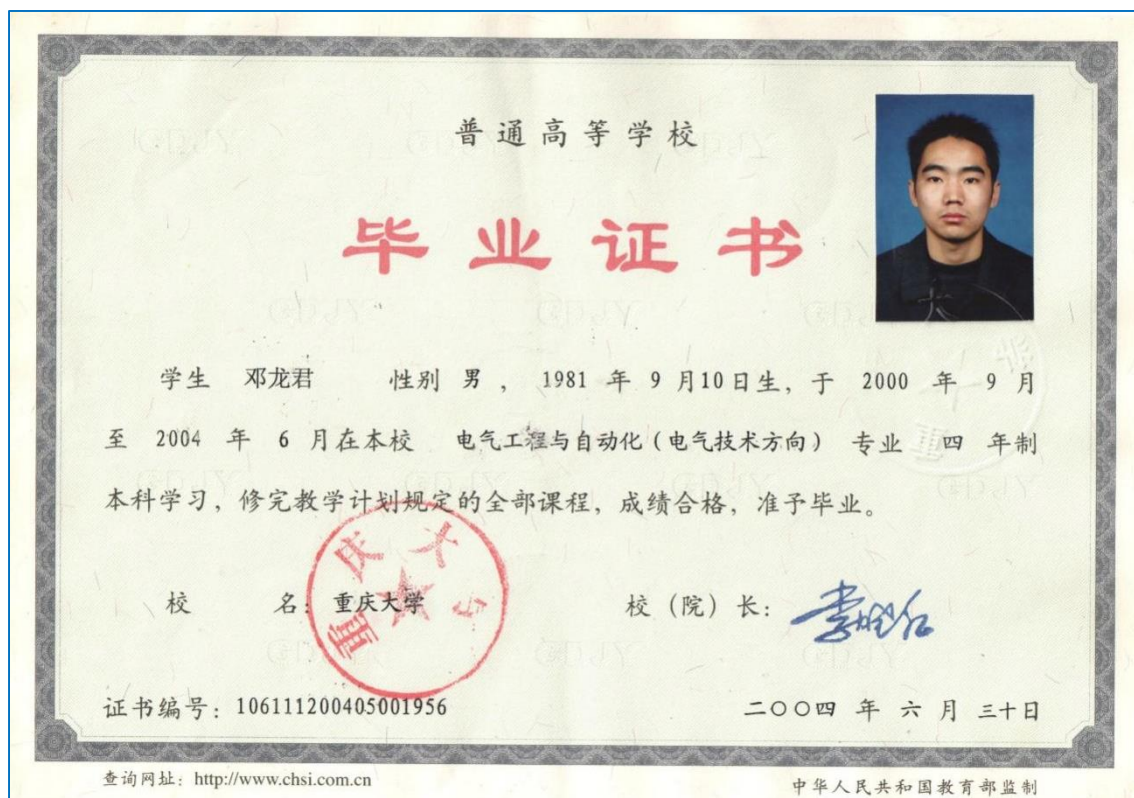 普通高等学校
毕业证书
学生 邓龙君 性别 男 ， 1981 年 9 月10日生，于 2000 年 9 月
至 2004 年 6 月在本校 电气工程与自动化（电气技术方向） 专业 四 年制
本科学习，修完教学计划规定的全部课程，成绩合格，准予毕业。
校 名：重庆大学 校（院）长：
重庆大学
证书编号：106111200405001956 二〇〇四 年 六 月 三十日
查询网址：http://www.chsi.com.cn 中华人民共和国教育部监制